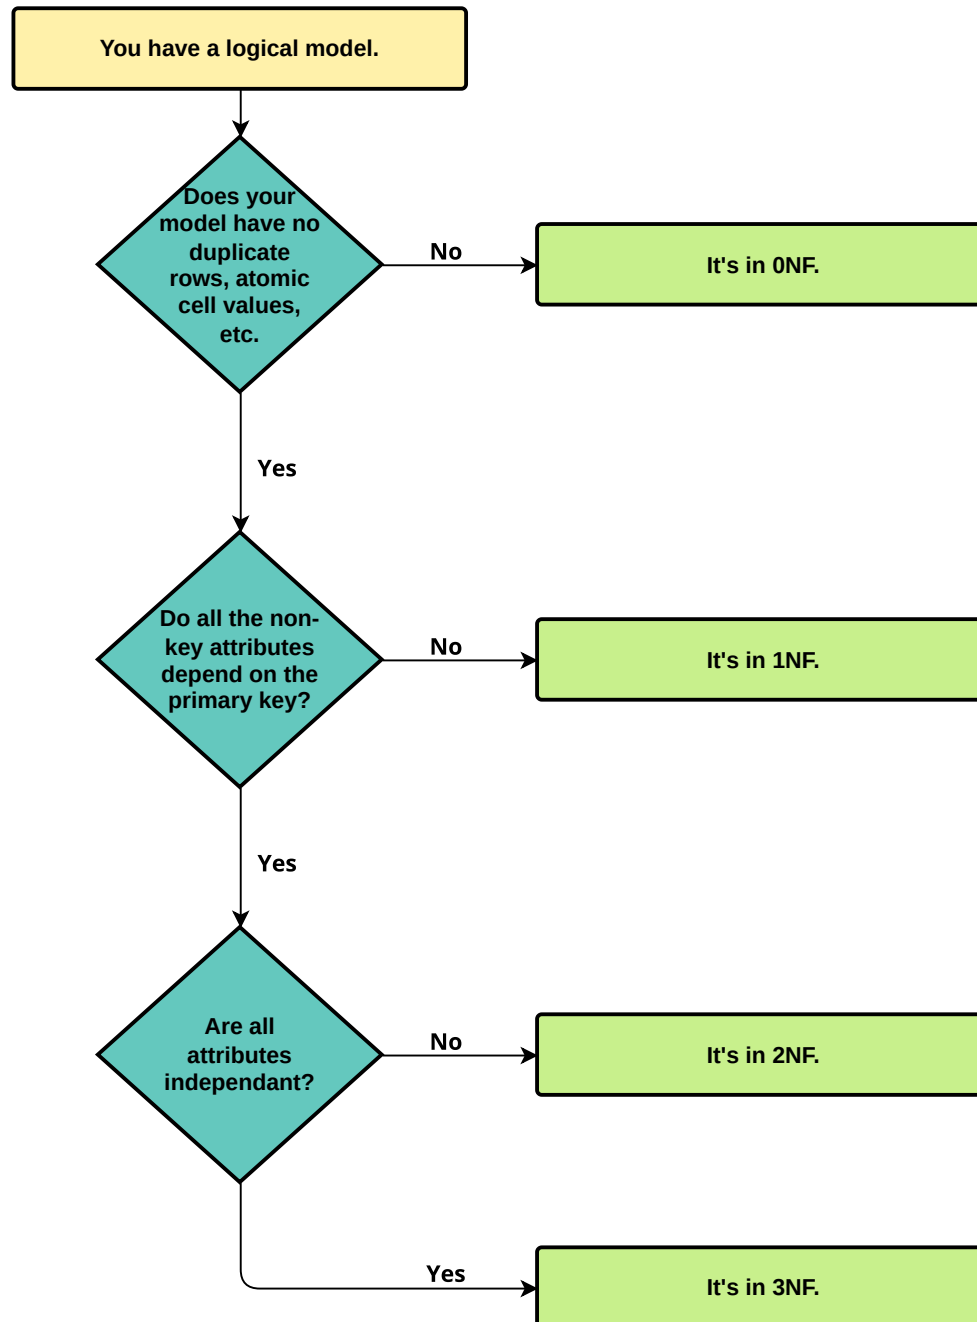 You have a logical model.
Does your
model have no
duplicate
rows, atomic
cell values,
etc.
No
It's in 0NF.
Yes
Do all the non-
key attributes
depend on the
primary key?
No
It's in 1NF.
Yes
Are all
attributes
independant?
No
It's in 2NF.
Yes
It's in 3NF.